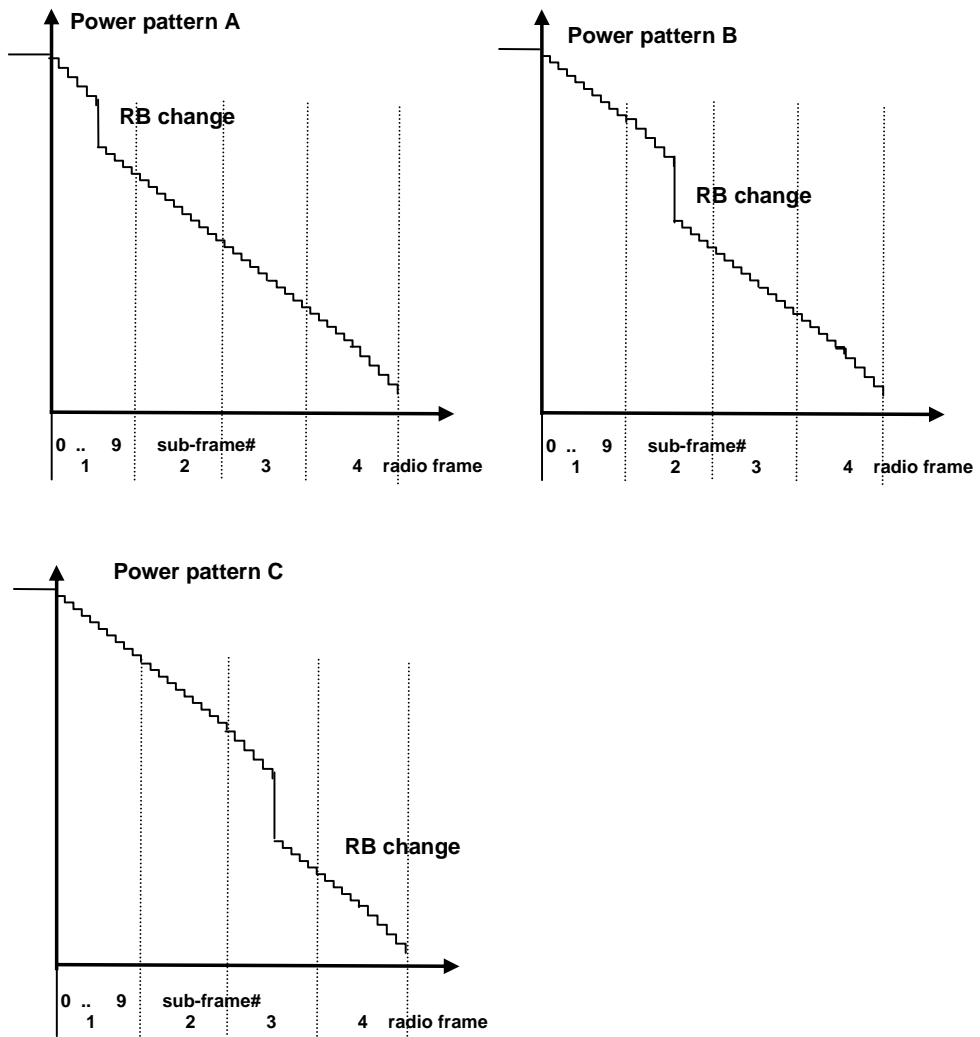 Power pattern A
RB change
0 .. 9 sub-frame#
1 2 3 4 radio frame
Power pattern B
RB change
0 .. 9 sub-frame#
1 2 3 4 radio frame
Power pattern C
RB change
0 .. 9 sub-frame#
1 2 3 4 radio frame